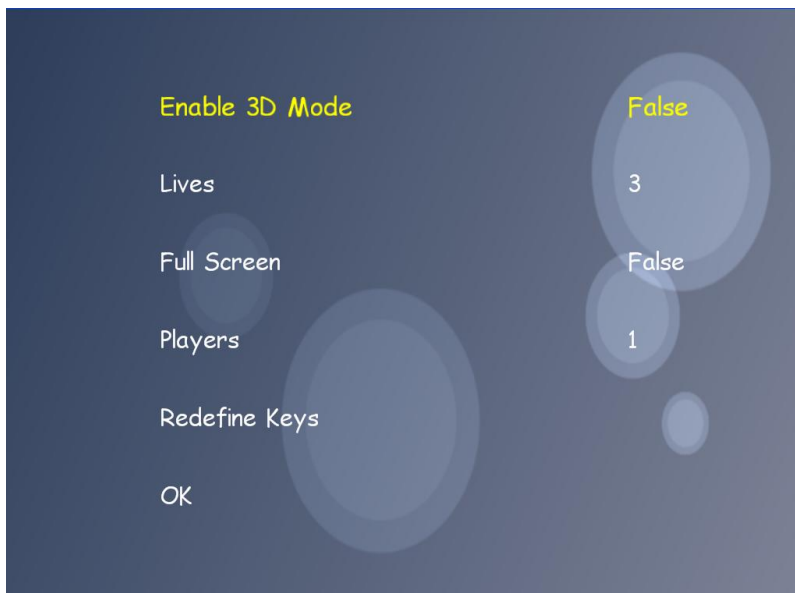 Enable 3D Mode False
Lives 3
Full Screen False
Players 1
Redefine Keys
OK